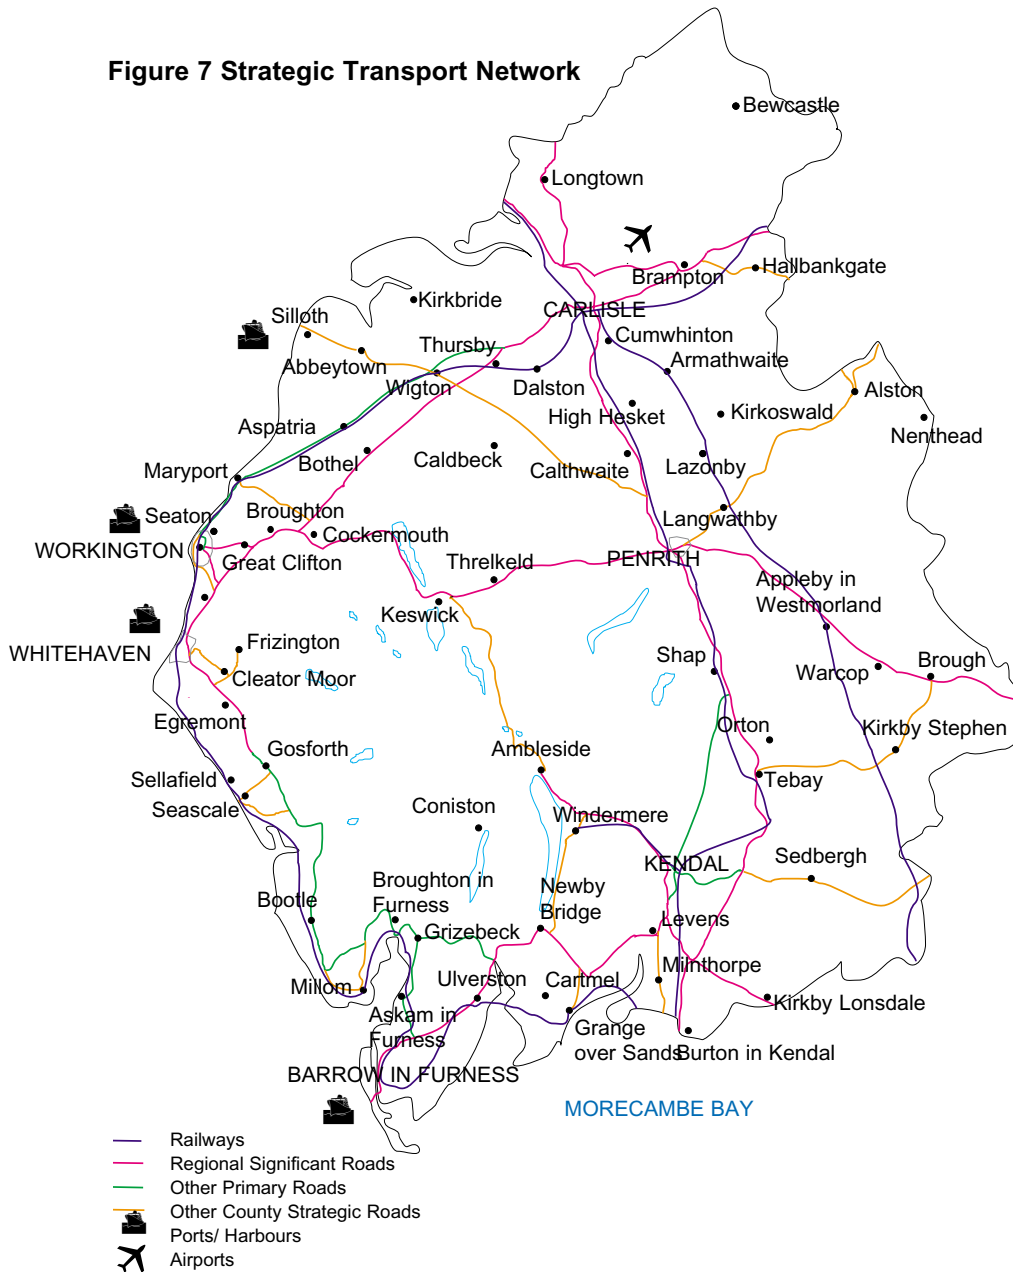 Figure 7 Strategic Transport Network
Bewcastle
Longtown
Brampton
Hallbankgate
Kirkbride
CARLISLE
Silloth
Cumwhinton
Thursby
Abbeytown
Armathwaite
Wigton
Dalston
Alston
High Hesket
Kirkoswald
Nenthead
Aspatria
Bothel
Caldbeck
Calthwaite
Lazonby
Maryport
Langwathby
Seaton
Broughton
Cockermouth
WORKINGTON
Great Clifton
Threlkeld
PENRITH
Appleby in
Westmorland
Keswick
WHITEHAVEN
Frizington
Cleator Moor
Shap
Warcop
Brough
Egremont
Orton
Kirkby Stephen
Gosforth
Ambleside
Sellafield
Seascale
Tebay
Coniston
Windermere
KENDAL
Sedbergh
Broughton in
Furness
Newby
Bridge
Bootle
Levens
Grizebeck
Millom
Ulverston
Cartmel
Milnthorpe
Kirkby Lonsdale
Askam in
Furness
Grange
over Sands
Burton in Kendal
BARROW IN FURNESS
MORECAMBE BAY
Railways
Regional Significant Roads
Other Primary Roads
Other County Strategic Roads
Ports/ Harbours
Airports